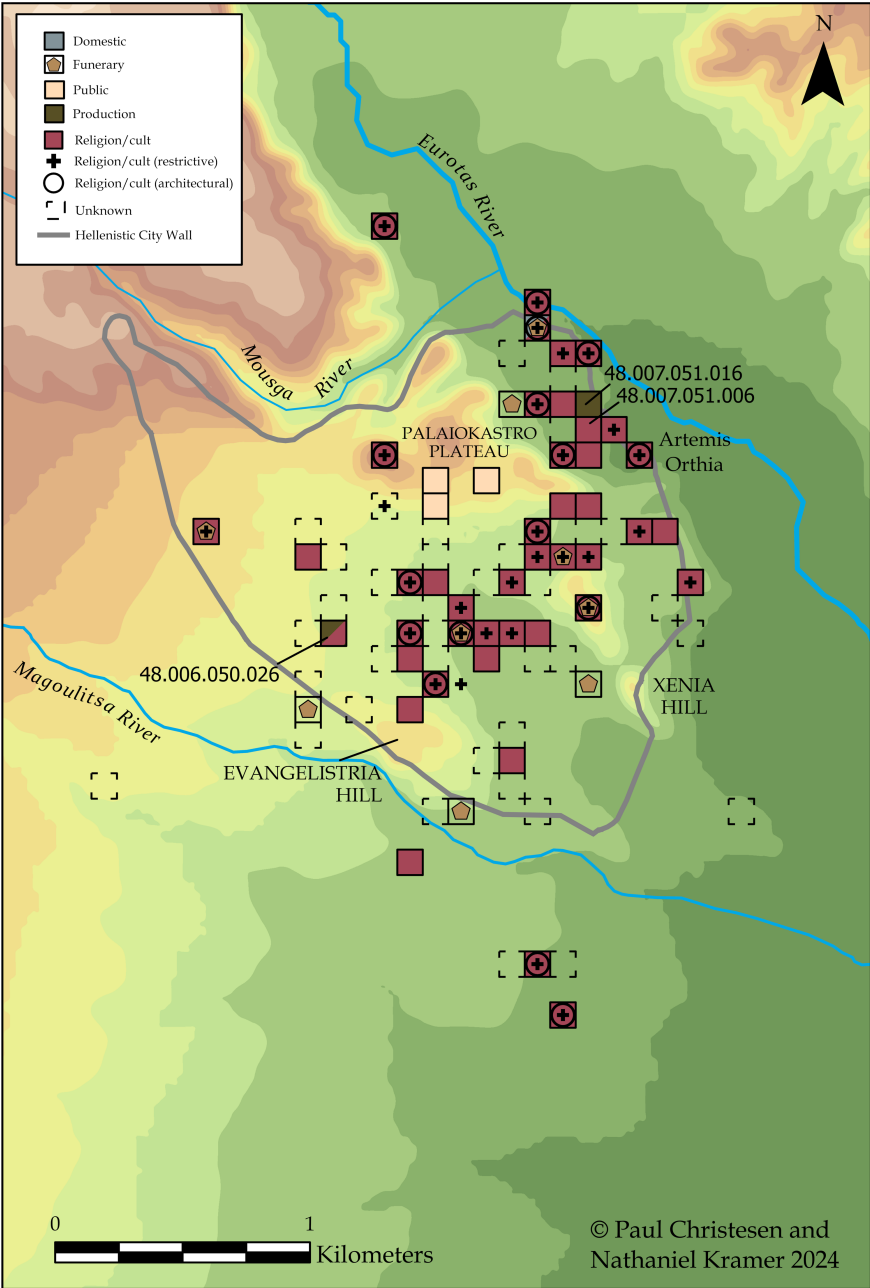 N
Domestic
Funerary
Public
Production
Religion/cult
Religion/cult (restrictive)
Religion/cult (architectural)
Unknown
Hellenistic City Wall
Eurotas River
Mousga River
48.007.051.016
48.007.051.006
PALAIOKASTRO
PLATEAU
Artemis
Orthia
48.006.050.026
Magoulitsa River
XENIA
HILL
EVANGELISTRIA
HILL
0 1
Kilometers
© Paul Christesen and
Nathaniel Kramer 2024